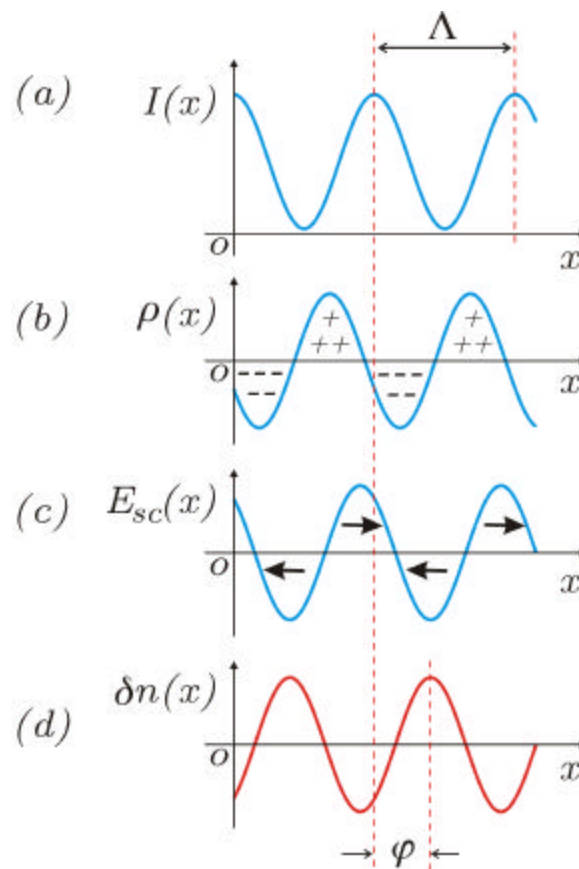 Λ
(a) I(x)
o x
(b) ρ(x)
+
++
+
++
o x
(c) E_sc(x)
o x
(d) δn(x)
o x
φ